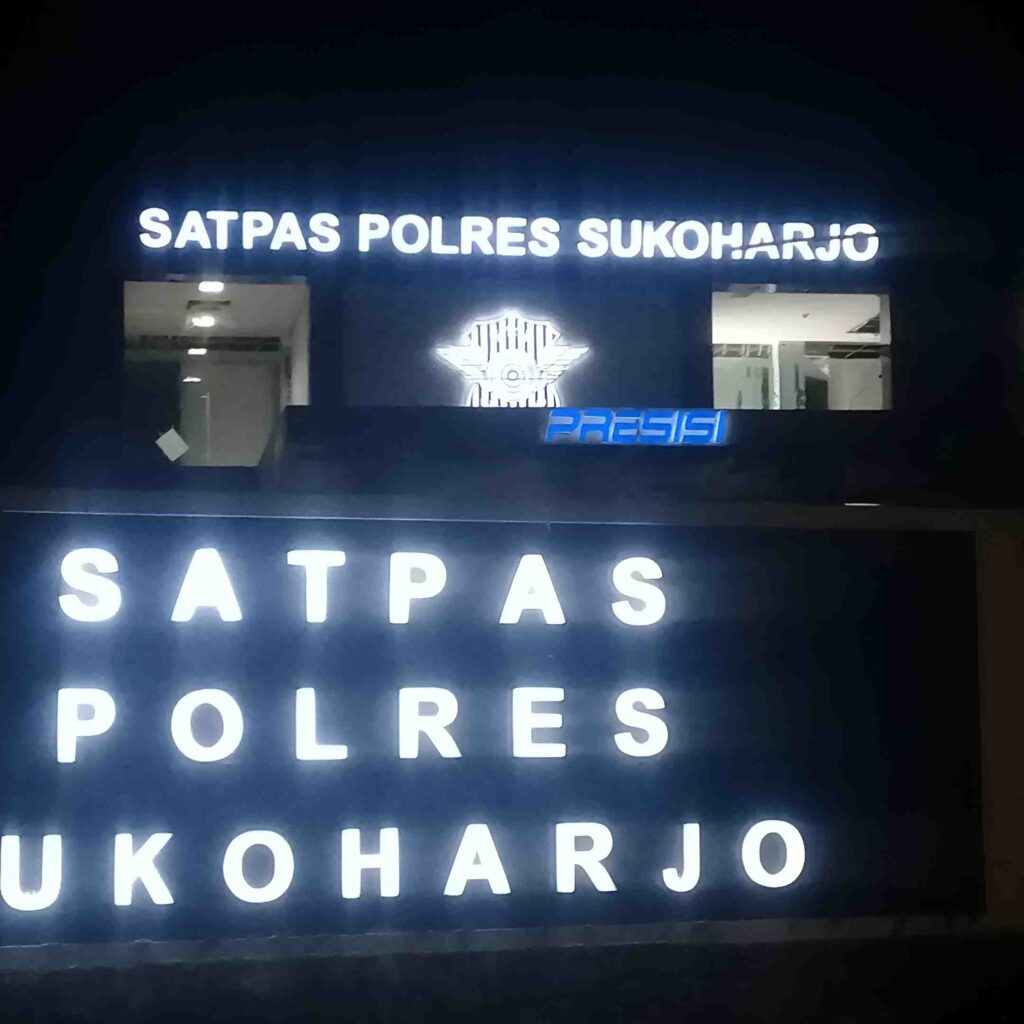 SATPAS POLRES SUKOHARJO
PRESISI
SATPAS
POLRES
UKOHARJO